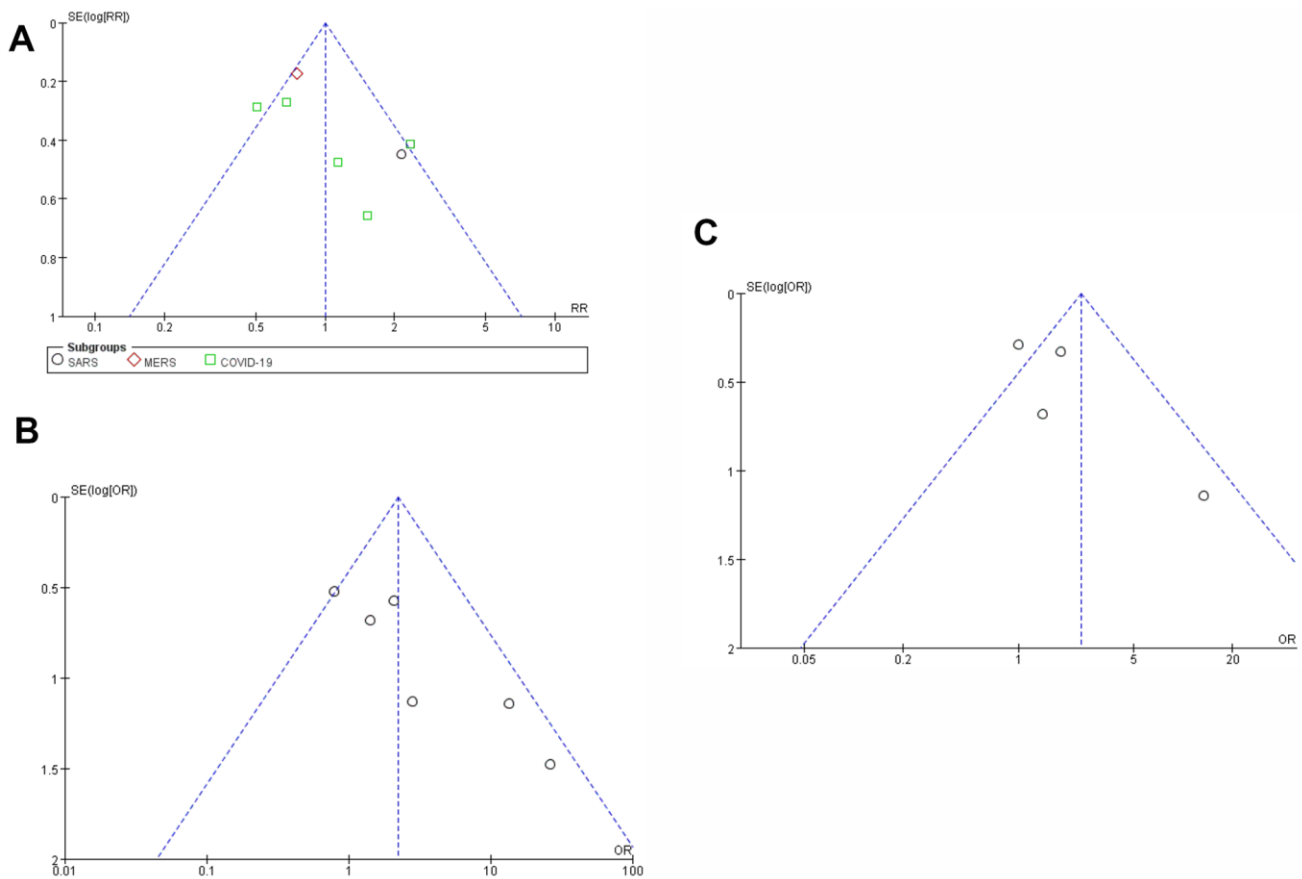 A
SE(log[RR])
0
0.2
0.4
0.6
0.8
1
RR
0.1 0.2 0.5 1 2 5 10
Subgroups
SARS MERS COVID-19
B
SE(log[OR])
0
0.5
1
1.5
2
OR
0.01 0.1 1 10 100
C
SE(log[OR])
0
0.5
1
1.5
2
OR
0.05 0.2 1 5 20